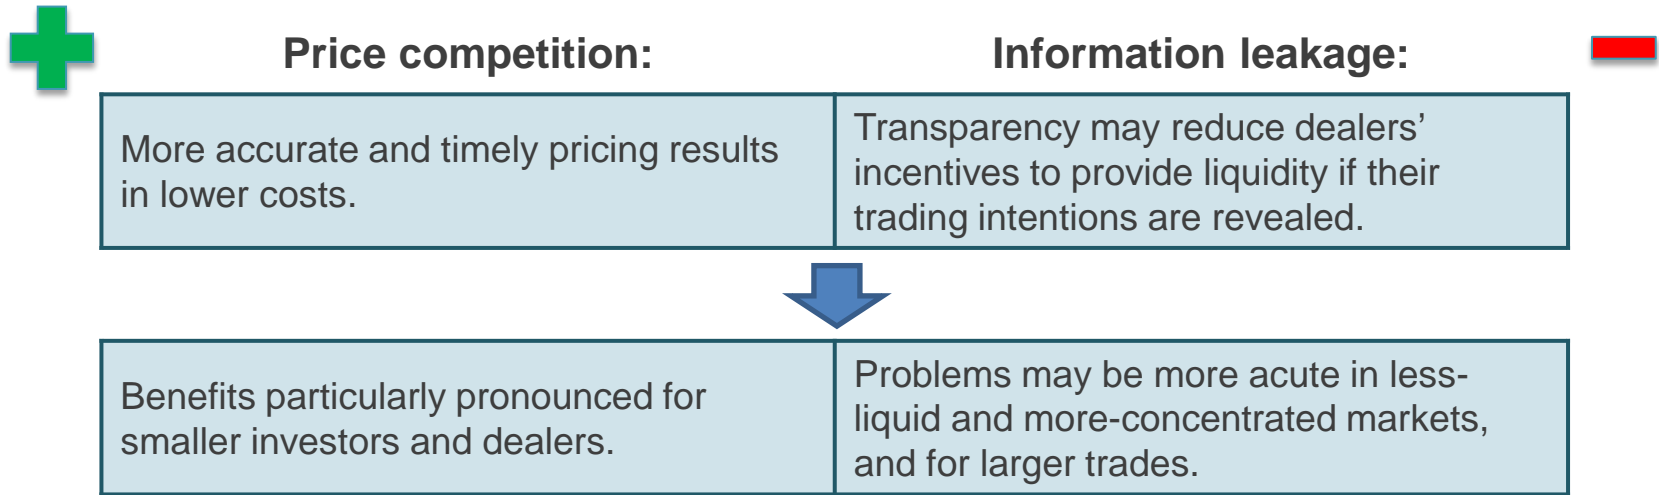 Price competition:
Information leakage:
More accurate and timely pricing results
in lower costs.
Transparency may reduce dealers’
incentives to provide liquidity if their
trading intentions are revealed.
Benefits particularly pronounced for
smaller investors and dealers.
Problems may be more acute in less-
liquid and more-concentrated markets,
and for larger trades.